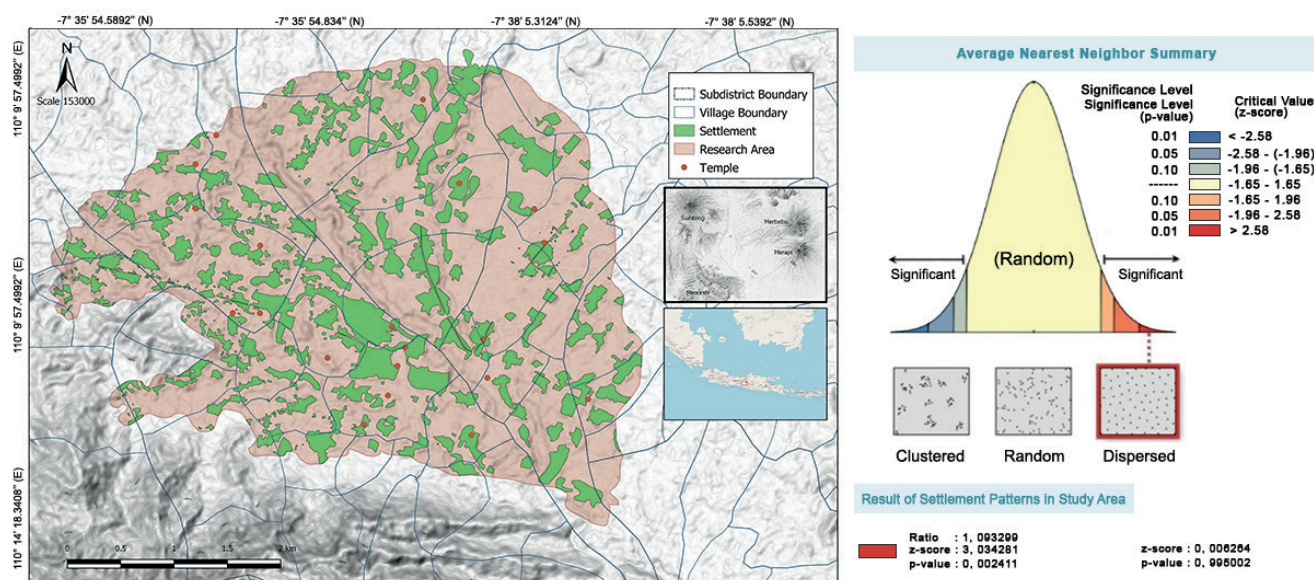 -7° 35' 54.5892" (N)
-7° 35' 54.834" (N)
-7° 38' 5.3124" (N)
-7° 38' 5.5392" (N)
110° 9' 57.4992" (E)
110° 9' 57.4992" (E)
110° 14' 18.3408" (E)
N
Scale 153000
Subdistrict Boundary
Village Boundary
Settlement
Research Area
Temple
Sumbing
Merbabu
Merapi
Menoreh
0 0.5 1 1.5 2 km
Average Nearest Neighbor Summary
Significance Level
Significance Level
(p-value)
Critical Value
(z-score)
0.01 < -2.58
0.05 -2.58 - (-1.96)
0.10 -1.96 - (-1.65)
------ -1.65 - 1.65
0.10 -1.65 - 1.96
0.05 -1.96 - 2.58
0.01 > 2.58
(Random)
Significant
Significant
Clustered
Random
Dispersed
Result of Settlement Patterns in Study Area
Ratio : 1, 093299
z-score : 3, 034281
p-value : 0, 002411
z-score : 0, 006264
p-value : 0, 995002